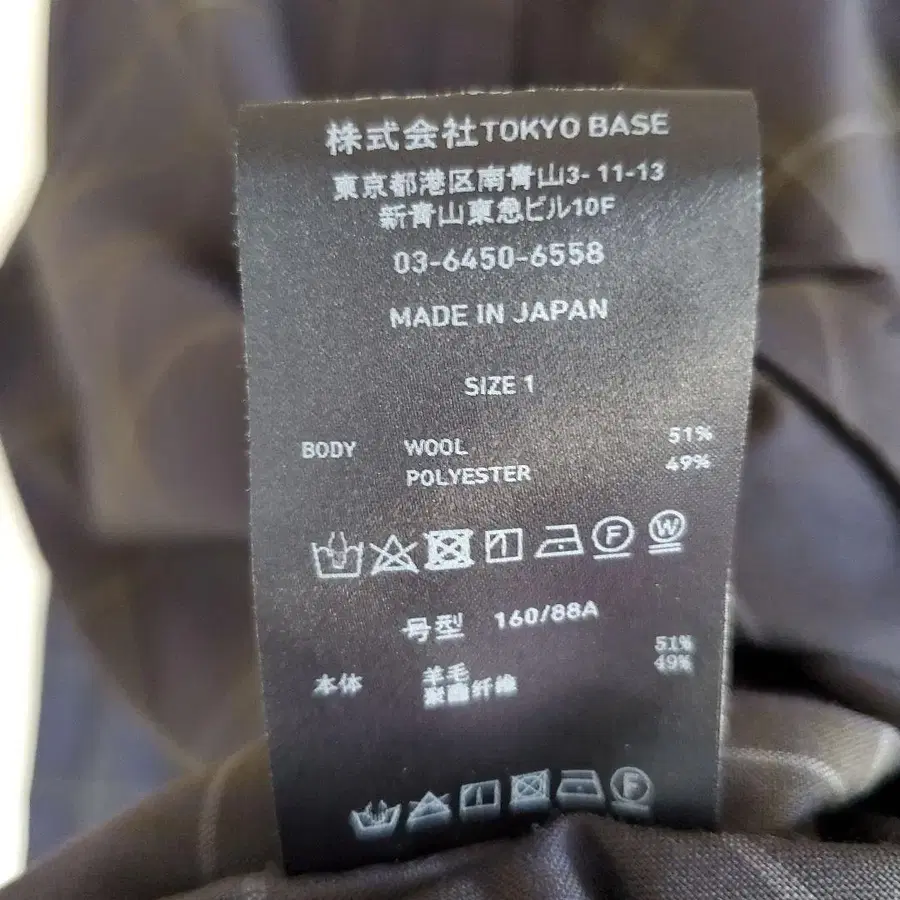 株式会社TOKYO BASE
東京都港区南青山3-11-13
新青山東急ビル10F
03-6450-6558
MADE IN JAPAN
SIZE 1
BODY WOOL 51%
POLYESTER 49%
F W
号型 160/88A
本体 羊毛 51%
聚酯纤维 49%
F